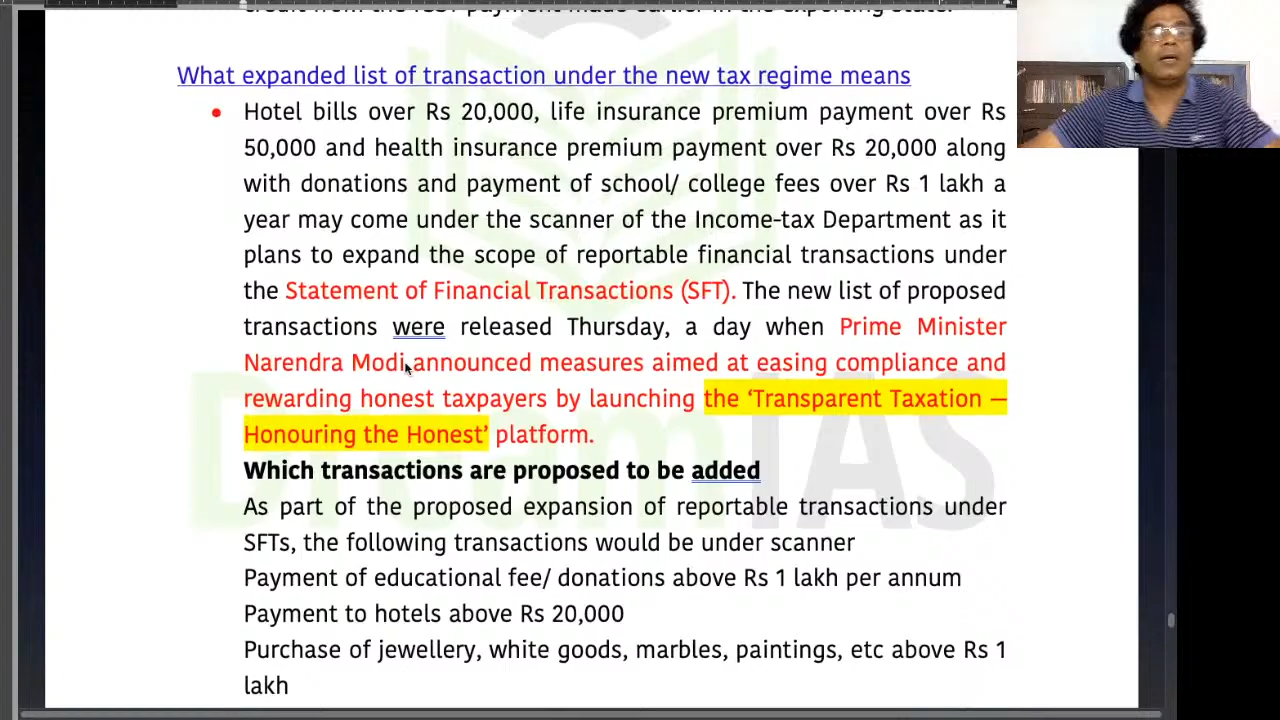 What expanded list of transaction under the new tax regime means
• Hotel bills over Rs 20,000, life insurance premium payment over Rs
50,000 and health insurance premium payment over Rs 20,000 along
with donations and payment of school/ college fees over Rs 1 lakh a
year may come under the scanner of the Income-tax Department as it
plans to expand the scope of reportable financial transactions under
the Statement of Financial Transactions (SFT). The new list of proposed
transactions were released Thursday, a day when Prime Minister
Narendra Modi announced measures aimed at easing compliance and
rewarding honest taxpayers by launching the ‘Transparent Taxation —
Honouring the Honest’ platform.
Which transactions are proposed to be added
As part of the proposed expansion of reportable transactions under
SFTs, the following transactions would be under scanner
Payment of educational fee/ donations above Rs 1 lakh per annum
Payment to hotels above Rs 20,000
Purchase of jewellery, white goods, marbles, paintings, etc above Rs 1
lakh
DreamIAS